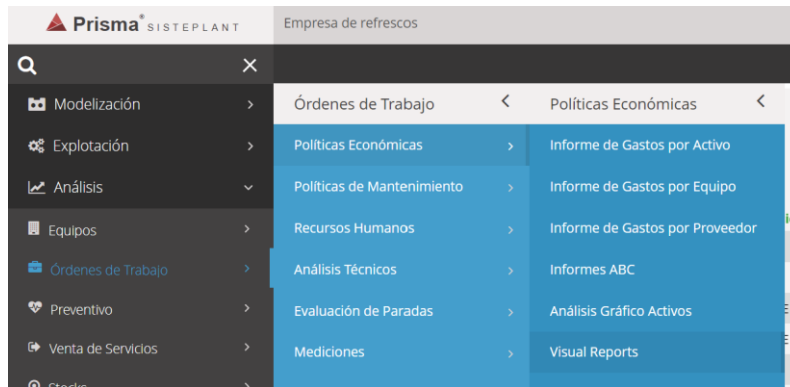 Prisma® SISTEPLANT
Empresa de refrescos
Modelización
Explotación
Análisis
Equipos
Órdenes de Trabajo
Preventivo
Venta de Servicios
Stocks
Órdenes de Trabajo
Políticas Económicas
Políticas de Mantenimiento
Recursos Humanos
Análisis Técnicos
Evaluación de Paradas
Mediciones
Políticas Económicas
Informe de Gastos por Activo
Informe de Gastos por Equipo
Informe de Gastos por Proveedor
Informes ABC
Análisis Gráfico Activos
Visual Reports